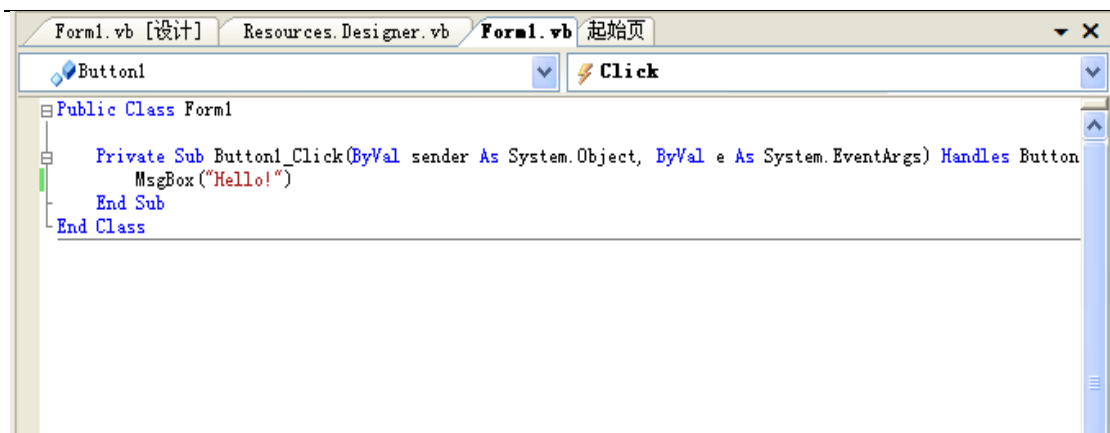 Form1.vb [设计] Resources.Designer.vb Form1.vb 起始页
Button1 Click
Public Class Form1
Private Sub Button1_Click(ByVal sender As System.Object, ByVal e As System.EventArgs) Handles Button
MsgBox("Hello!")
End Sub
End Class